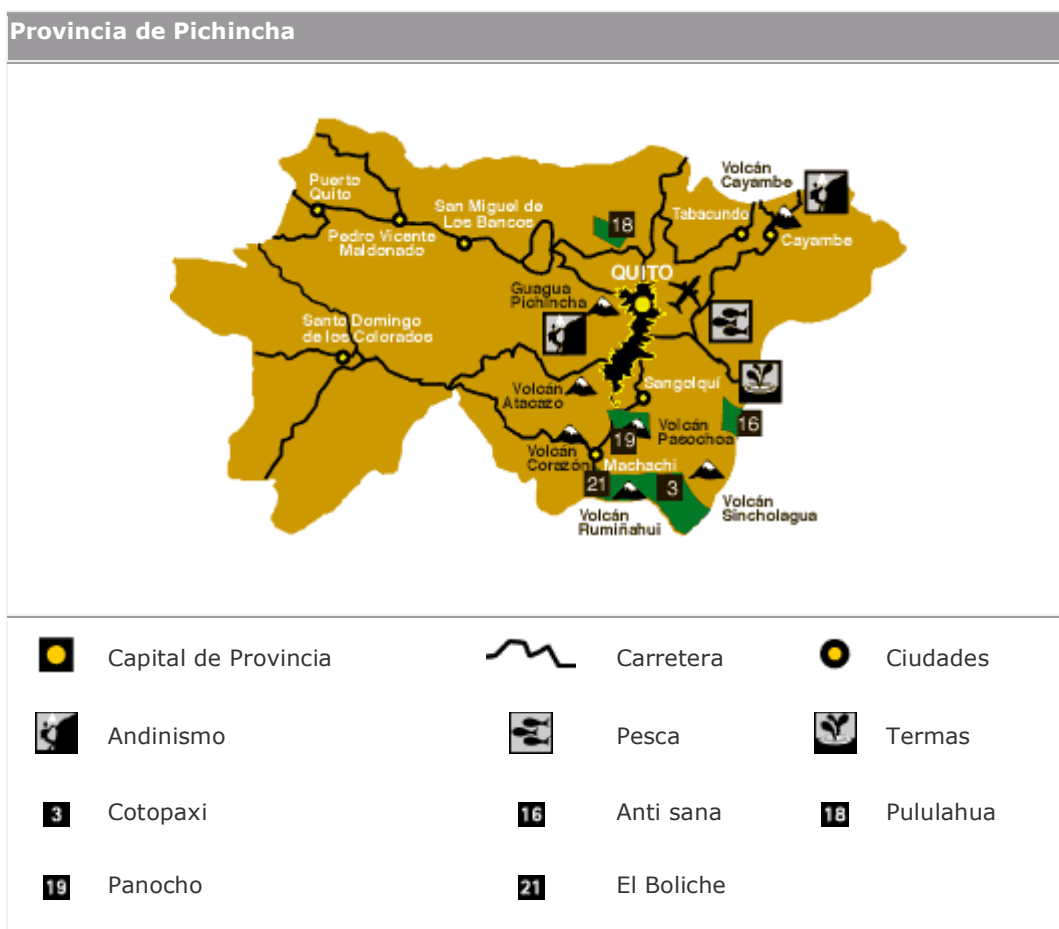 Provincia de Pichincha
Volcán
Cayambe
Puerto
Quito
San Miguel de
Los Bancos
Tabacundo
18
Pedro Vicente
Maldonado
Cayambe
QUITO
Guagua
Pichincha
Santo Domingo
de los Colorados
Sangolquí
Volcán
Atacazo
16
Volcán
Pasochoa
19
Volcán
Corazón
Machachi
21
3
Volcán
Sincholagua
Volcán
Rumiñahui
Capital de Provincia
Carretera
Ciudades
Andinismo
Pesca
Termas
3 Cotopaxi
16 Anti sana
18 Pululahua
19 Panocho
21 El Boliche